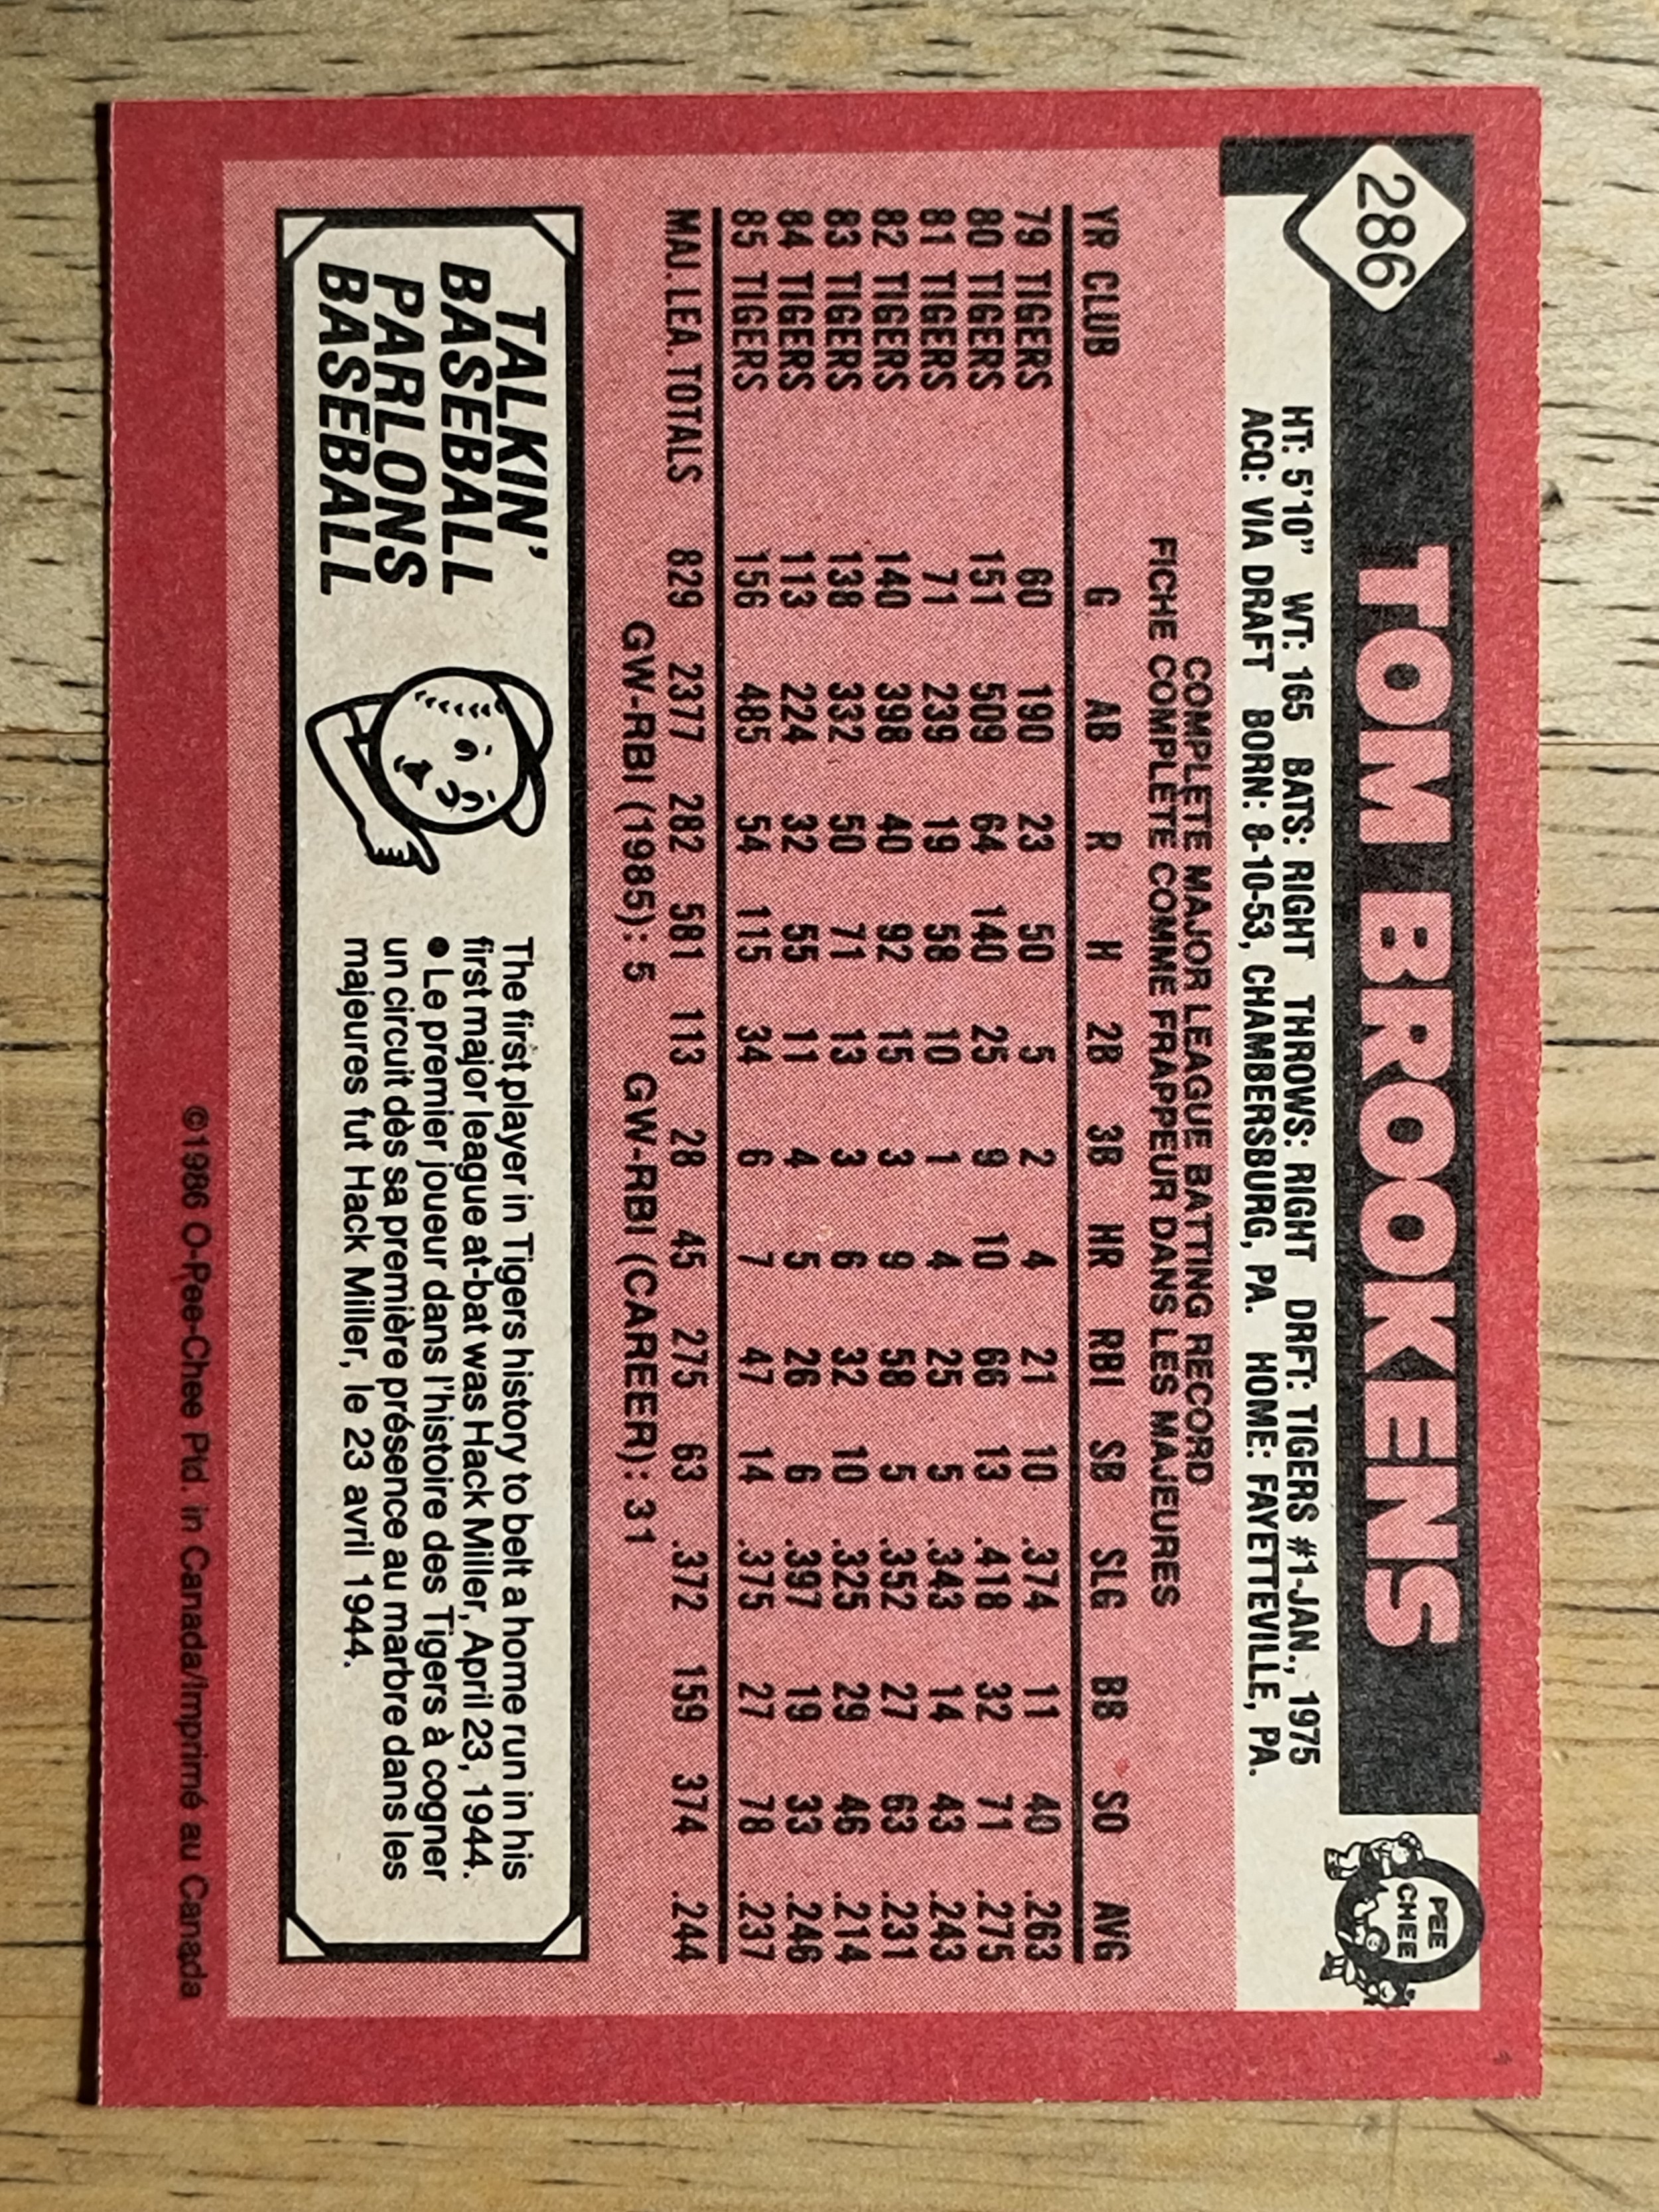 286
TOM BROOKENS
O
PEE
CHEE
HT: 5'10" WT: 165 BATS: RIGHT THROWS: RIGHT DRFT: TIGERS #1-JAN., 1975
ACQ: VIA DRAFT BORN: 8-10-53, CHAMBERSBURG, PA. HOME: FAYETTEVILLE, PA.
COMPLETE MAJOR LEAGUE BATTING RECORD
FICHE COMPLÈTE COMME FRAPPEUR DANS LES MAJEURES
YR CLUB G AB R H 2B 3B HR RBI SB SLG BB SO AVG
79 TIGERS 60 190 23 50 5 2 4 21 10 .374 11 40 .263
80 TIGERS 151 509 64 140 25 9 10 66 13 .418 32 71 .275
81 TIGERS 71 239 19 58 10 1 4 25 5 .343 14 43 .243
82 TIGERS 140 398 40 92 15 3 9 58 5 .352 27 63 .231
83 TIGERS 138 332 50 71 13 3 6 32 10 .325 29 46 .214
84 TIGERS 113 224 32 55 11 4 5 26 6 .397 19 33 .246
85 TIGERS 156 485 54 115 34 6 7 47 14 .375 27 78 .237
MAJ. LEA. TOTALS 829 2377 282 581 113 28 45 275 63 .372 159 374 .244
GW-RBI (1985): 5 GW-RBI (CAREER): 31
TALKIN'
BASEBALL
PARLONS
BASEBALL
The first player in Tigers history to belt a home run in his
first major league at-bat was Hack Miller, April 23, 1944.
● Le premier joueur dans l'histoire des Tigers à cogner
un circuit dès sa première présence au marbre dans les
majeures fut Hack Miller, le 23 avril 1944.
©1986 O-Pee-Chee Ptd. in Canada/Imprimé au Canada